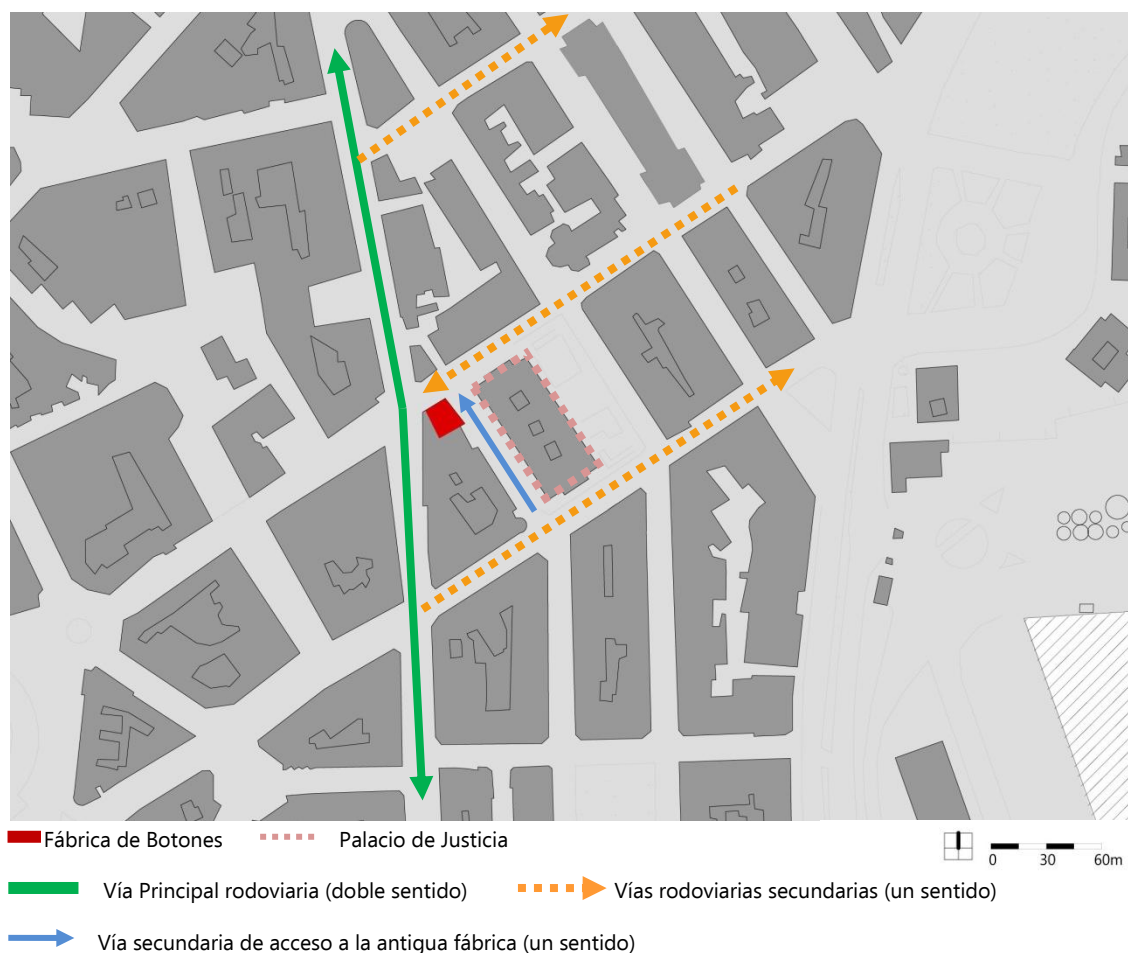 Fábrica de Botones
Palacio de Justicia
0 30 60m
Vía Principal rodoviaria (doble sentido)
Vías rodoviarias secundarias (un sentido)
Vía secundaria de acceso a la antigua fábrica (un sentido)